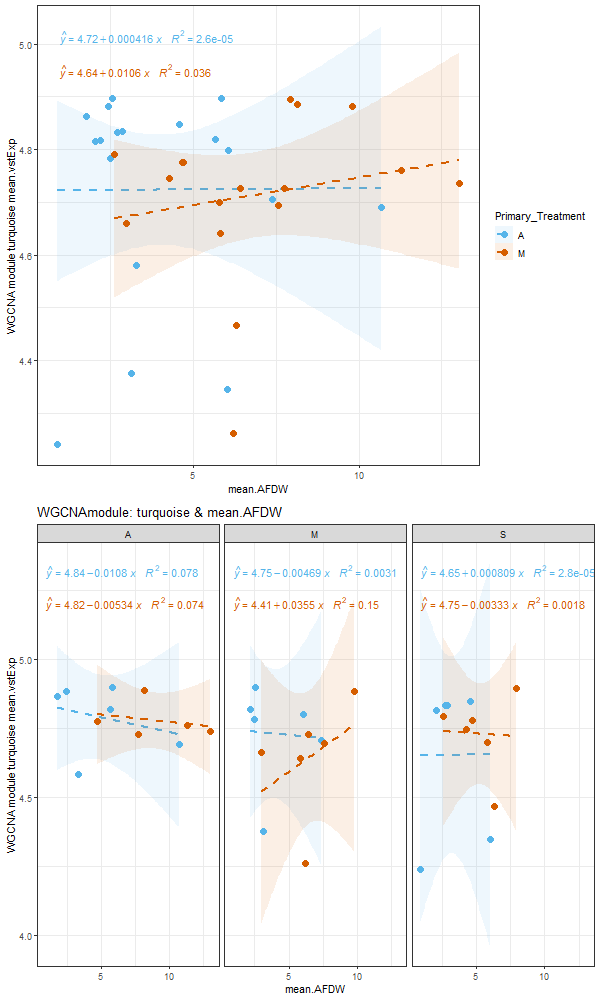 5.0
4.8
4.6
4.4
WGCNA module turquoise mean.vstExp
ŷ = 4.72 + 0.000416 x R² = 2.6e-05
ŷ = 4.64 + 0.0106 x R² = 0.036
5
10
mean.AFDW
Primary_Treatment
A
M
WGCNAmodule: turquoise & mean.AFDW
A
M
S
ŷ = 4.84 − 0.0108 x R² = 0.078
ŷ = 4.75 − 0.00469 x R² = 0.0031
ŷ = 4.65 + 0.000809 x R² = 2.8e-05
ŷ = 4.82 − 0.00534 x R² = 0.074
ŷ = 4.41 + 0.0355 x R² = 0.15
ŷ = 4.75 − 0.00333 x R² = 0.0018
5.0
4.5
4.0
WGCNA module turquoise mean.vstExp
5
10
5
10
5
10
mean.AFDW